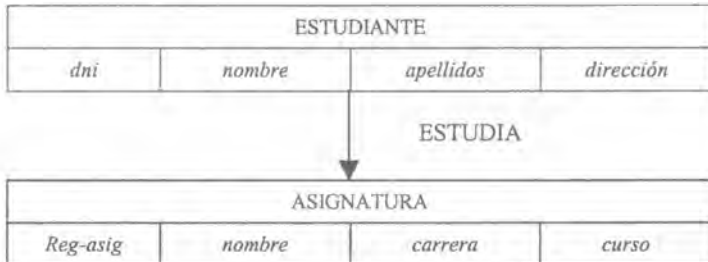 ESTUDIANTE
dni nombre apellidos dirección
ESTUDIA
ASIGNATURA
Reg-asig nombre carrera curso